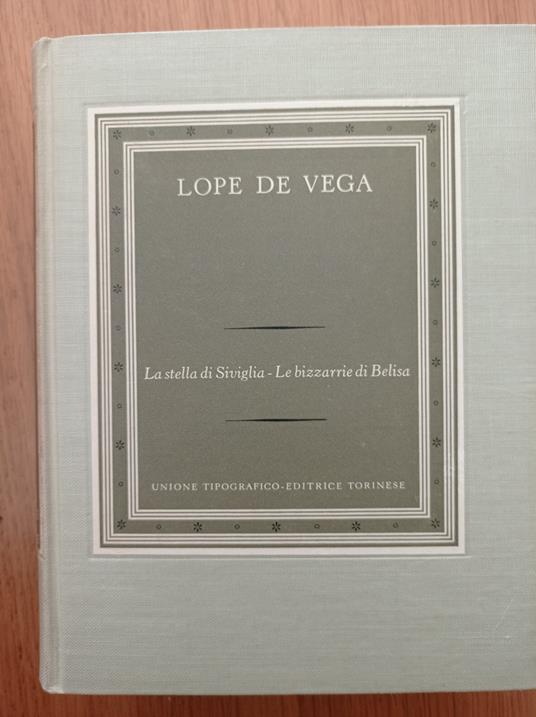 LOPE DE VEGA
La stella di Siviglia - Le bizzarrie di Belisa
UNIONE TIPOGRAFICO-EDITRICE TORINESE